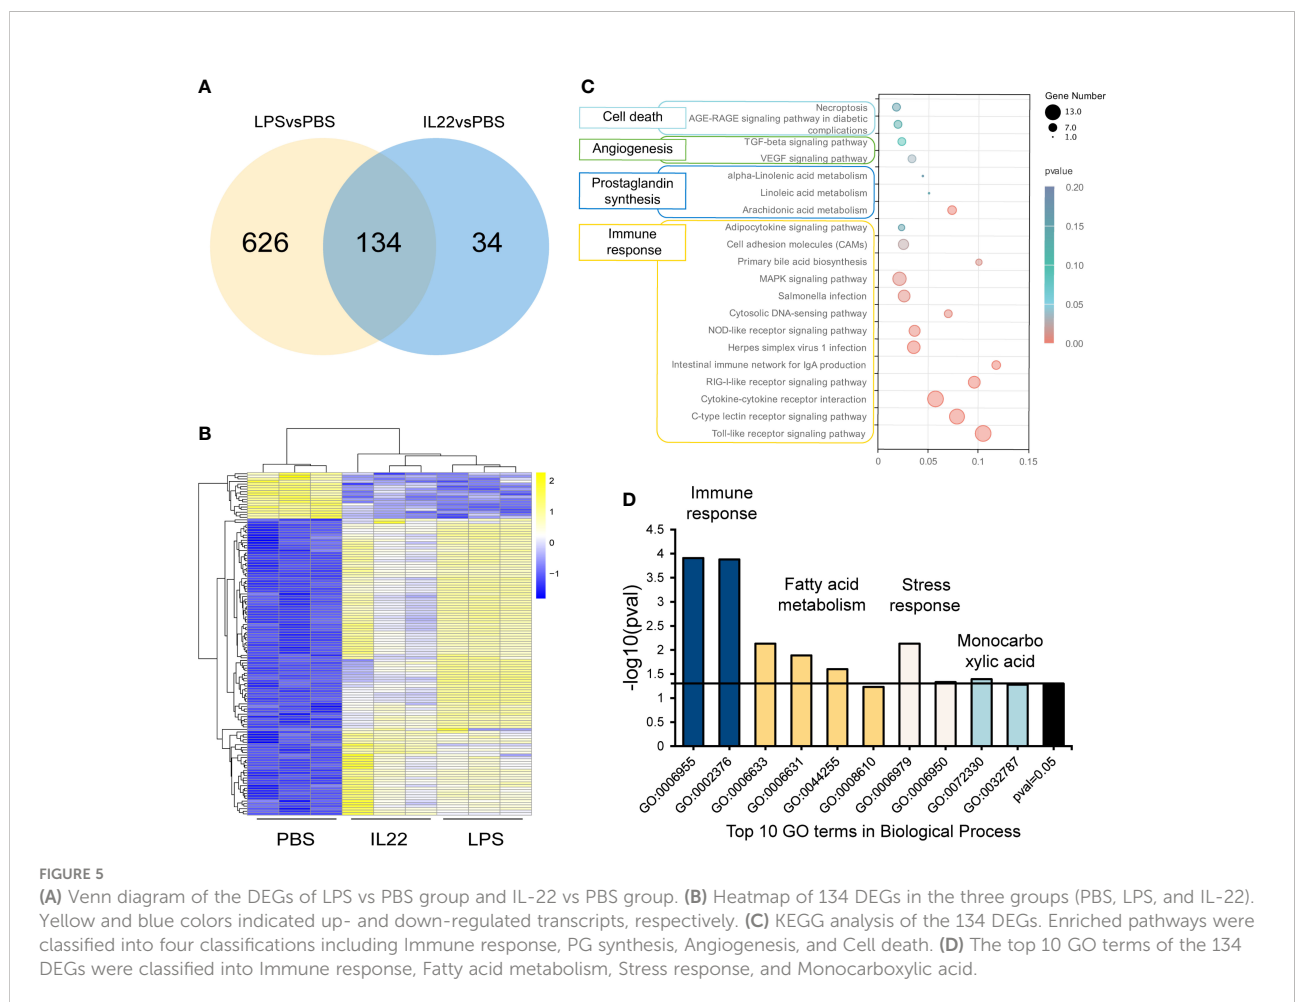 A
LPSvsPBS
IL22vsPBS
626
134
34
B
2
1
0
−1
PBS
IL22
LPS
C
Cell death
Angiogenesis
Prostaglandin
synthesis
Immune
response
Necroptosis
AGE-RAGE signaling pathway in diabetic
complications
TGF-beta signaling pathway
VEGF signaling pathway
alpha-Linolenic acid metabolism
Linoleic acid metabolism
Arachidonic acid metabolism
Adipocytokine signaling pathway
Cell adhesion molecules (CAMs)
Primary bile acid biosynthesis
MAPK signaling pathway
Salmonella infection
Cytosolic DNA-sensing pathway
NOD-like receptor signaling pathway
Herpes simplex virus 1 infection
Intestinal immune network for IgA production
RIG-I-like receptor signaling pathway
Cytokine-cytokine receptor interaction
C-type lectin receptor signaling pathway
Toll-like receptor signaling pathway
0
0.05
0.1
0.15
Gene Number
13.0
7.0
1.0
pvalue
0.20
0.15
0.10
0.05
0.00
D
Immune
response
Fatty acid
metabolism
Stress
response
Monocarbo
xylic acid
-log10(pval)
4.5
4
3.5
3
2.5
2
1.5
1
0.5
0
GO:0006955
GO:0002376
GO:0006633
GO:0006631
GO:0044255
GO:0008610
GO:0006979
GO:0006950
GO:0072330
GO:0032787
pval=0.05
Top 10 GO terms in Biological Process
FIGURE 5
(A) Venn diagram of the DEGs of LPS vs PBS group and IL-22 vs PBS group. (B) Heatmap of 134 DEGs in the three groups (PBS, LPS, and IL-22).
Yellow and blue colors indicated up- and down-regulated transcripts, respectively. (C) KEGG analysis of the 134 DEGs. Enriched pathways were
classified into four classifications including Immune response, PG synthesis, Angiogenesis, and Cell death. (D) The top 10 GO terms of the 134
DEGs were classified into Immune response, Fatty acid metabolism, Stress response, and Monocarboxylic acid.